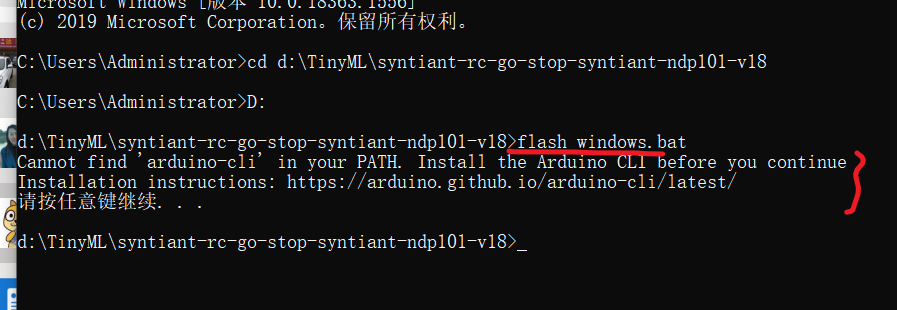 Microsoft Windows [版本 10.0.18363.1556]
(c) 2019 Microsoft Corporation。保留所有权利。
C:\Users\Administrator>cd d:\TinyML\syntiant-rc-go-stop-syntiant-ndp101-v18
C:\Users\Administrator>D:
d:\TinyML\syntiant-rc-go-stop-syntiant-ndp101-v18>flash_windows.bat
Cannot find 'arduino-cli' in your PATH. Install the Arduino CLI before you continue
Installation instructions: https://arduino.github.io/arduino-cli/latest/
请按任意键继续. . .
d:\TinyML\syntiant-rc-go-stop-syntiant-ndp101-v18>_